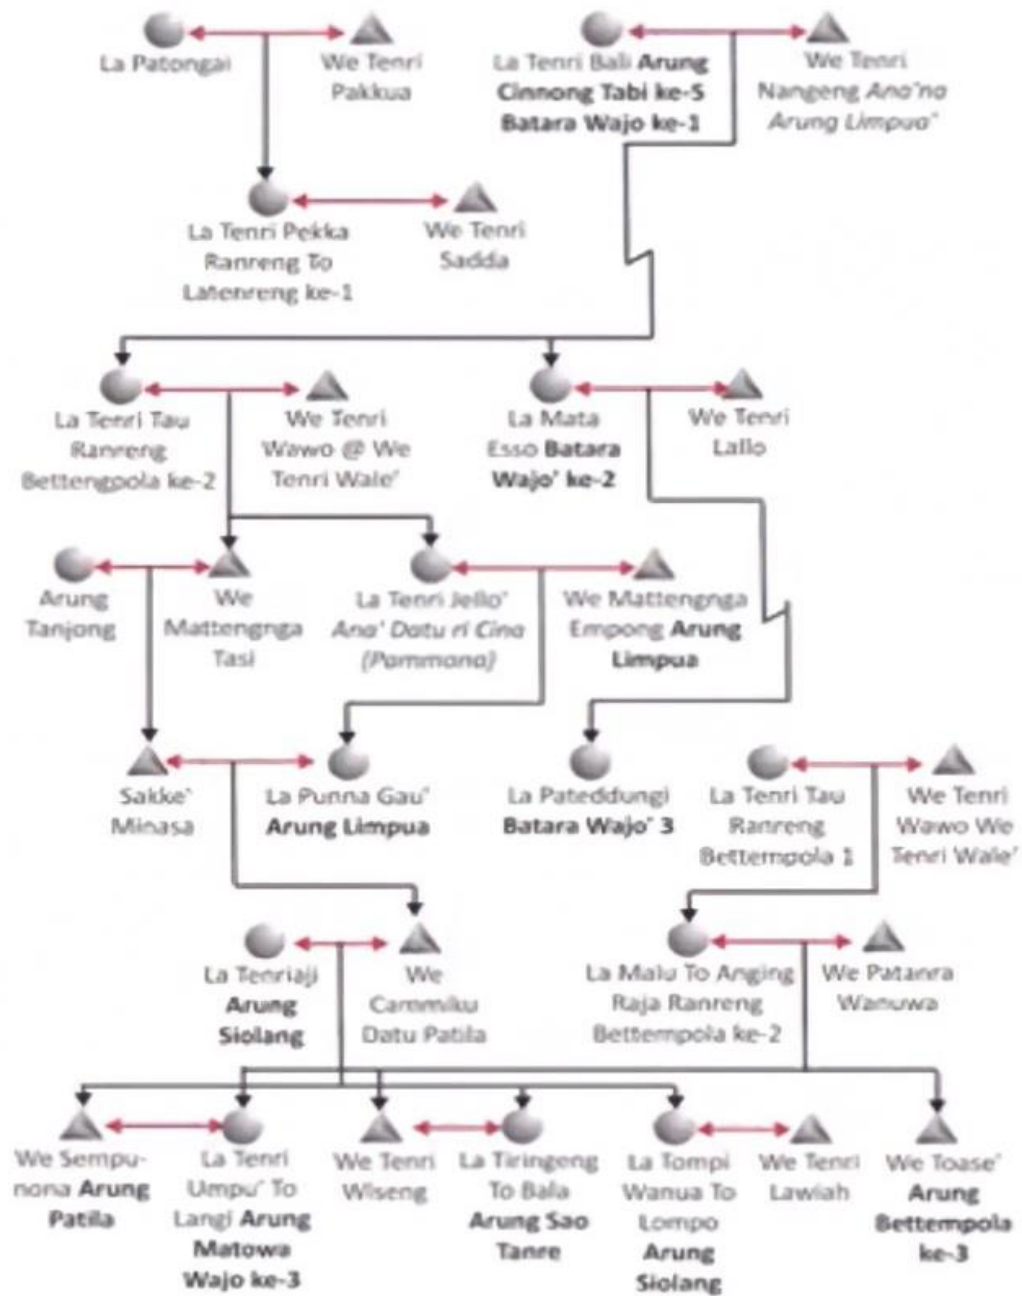 La Patongai
We Tenri
Pakkua
La Tenri Bali Arung
Cinnong Tabi ke-5
Batara Wajo ke-1
We Tenri
Nangeng Ana'na
Arung Limpua'
La Tenri Pekka
Ranreng To
Latenreng ke-1
We Tenri
Sadda
La Tenri Tau
Ranreng
Bettengpola ke-2
We Tenri
Wawo @ We
Tenri Wale'
La Mata
Esso Batara
Wajo' ke-2
We Tenri
Lallo
Arung
Tanjong
We
Mattengnga
Tasi
La Tenri Jello'
Ana' Datu ri Cina
(Pammana)
We Mattengnga
Empong Arung
Limpua
Sakke'
Minasa
La Punna Gau'
Arung Limpua
La Pateddungi
Batara Wajo' 3
La Tenri Tau
Ranreng
Bettempola 1
We Tenri
Wawo We
Tenri Wale'
La Tenriaji
Arung
Siolang
We
Cammiku
Datu Patila
La Malu To Anging
Raja Ranreng
Bettempola ke-2
We Patanra
Wanuwa
We Sempu-
nona Arung
Patila
La Tenri
Umpu' To
Langi Arung
Matowa
Wajo ke-3
We Tenri
Wiseng
La Tiringeng
To Bala
Arung Sao
Tanre
La Tompi
Wanua To
Lompo
Arung
Siolang
We Tenri
Lawiah
We Toase'
Arung
Bettempola
ke-3